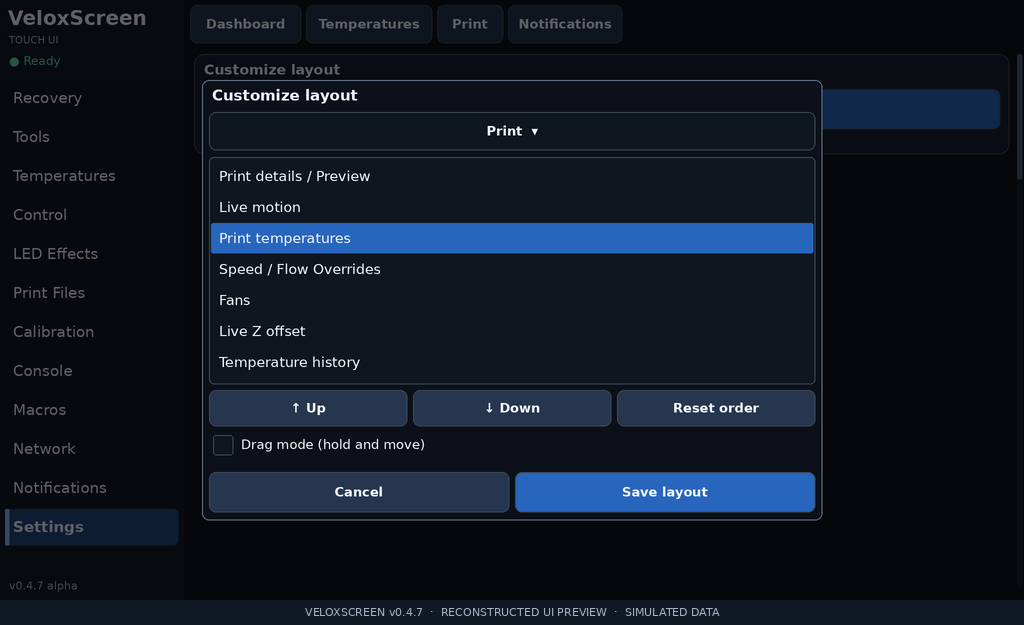 VeloxScreen
TOUCH UI
● Ready
Recovery
Tools
Temperatures
Control
LED Effects
Print Files
Calibration
Console
Macros
Network
Notifications
Settings
v0.4.7 alpha
Dashboard
Temperatures
Print
Notifications
Customize layout
Customize layout
Print ▼
Print details / Preview
Live motion
Print temperatures
Speed / Flow Overrides
Fans
Live Z offset
Temperature history
↑ Up
↓ Down
Reset order
Drag mode (hold and move)
Cancel
Save layout
VELOXSCREEN v0.4.7 · RECONSTRUCTED UI PREVIEW · SIMULATED DATA